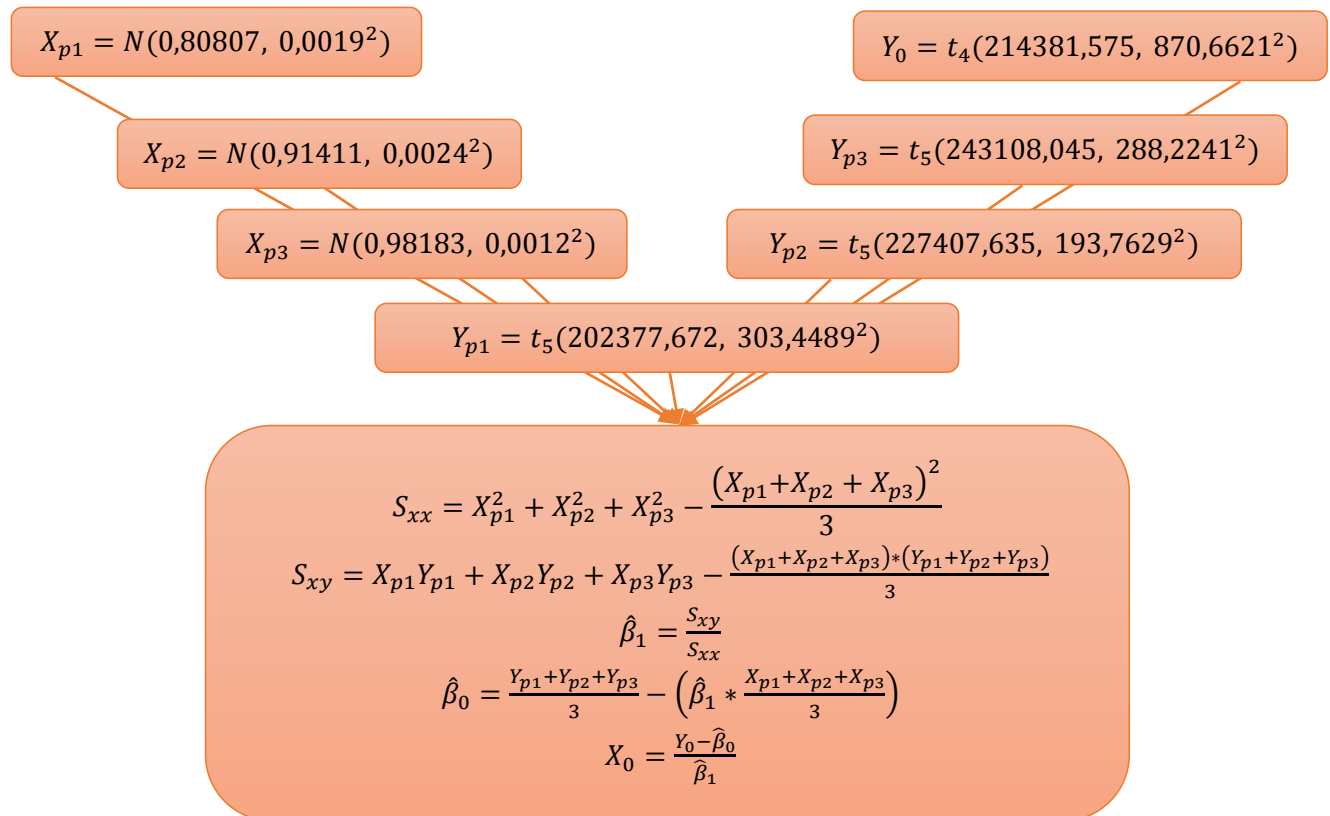 X_{p1} = N(0,80807, 0,0019^2)
Y_0 = t_4(214381,575, 870,6621^2)
X_{p2} = N(0,91411, 0,0024^2)
Y_{p3} = t_5(243108,045, 288,2241^2)
X_{p3} = N(0,98183, 0,0012^2)
Y_{p2} = t_5(227407,635, 193,7629^2)
Y_{p1} = t_5(202377,672, 303,4489^2)
S_{xx} = X_{p1}^2 + X_{p2}^2 + X_{p3}^2 - \frac{(X_{p1}+X_{p2} + X_{p3})^2}{3}
S_{xy} = X_{p1}Y_{p1} + X_{p2}Y_{p2} + X_{p3}Y_{p3} - \frac{(X_{p1}+X_{p2}+X_{p3})*(Y_{p1}+Y_{p2}+Y_{p3})}{3}
\hat{β}_1 = \frac{S_{xy}}{S_{xx}}
\hat{β}_0 = \frac{Y_{p1}+Y_{p2}+Y_{p3}}{3} - (\hat{β}_1 * \frac{X_{p1}+X_{p2}+X_{p3}}{3})
X_0 = \frac{Y_0-\hat{β}_0}{\hat{β}_1}